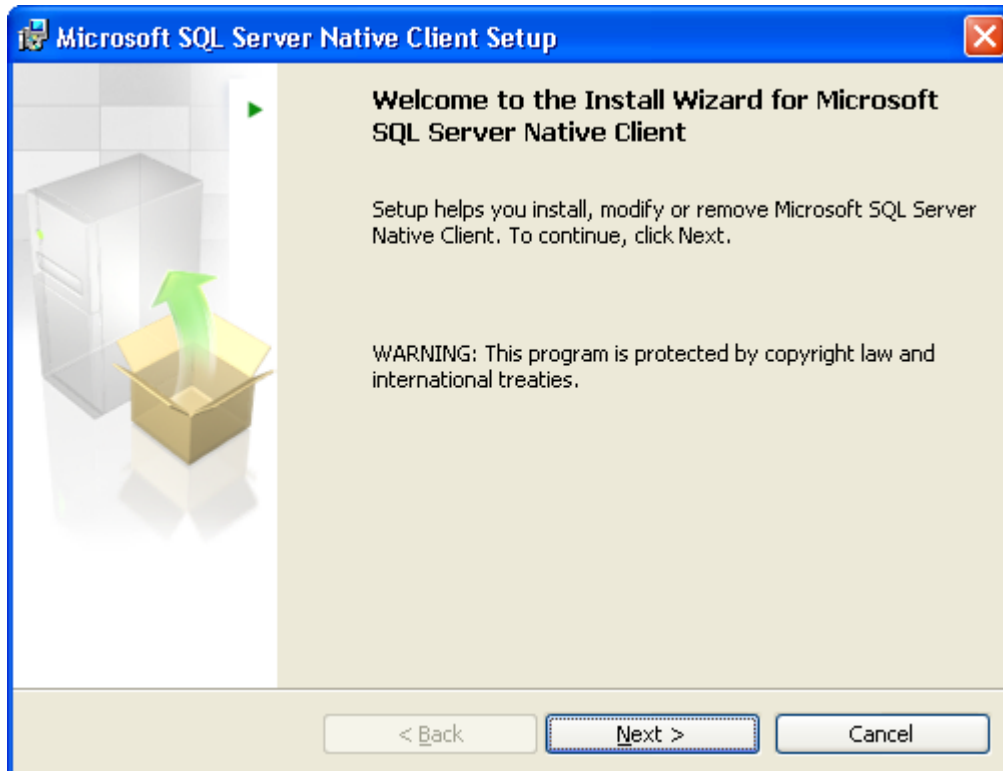 Microsoft SQL Server Native Client Setup
Welcome to the Install Wizard for Microsoft
SQL Server Native Client
Setup helps you install, modify or remove Microsoft SQL Server
Native Client. To continue, click Next.
WARNING: This program is protected by copyright law and
international treaties.
< Back
Next >
Cancel